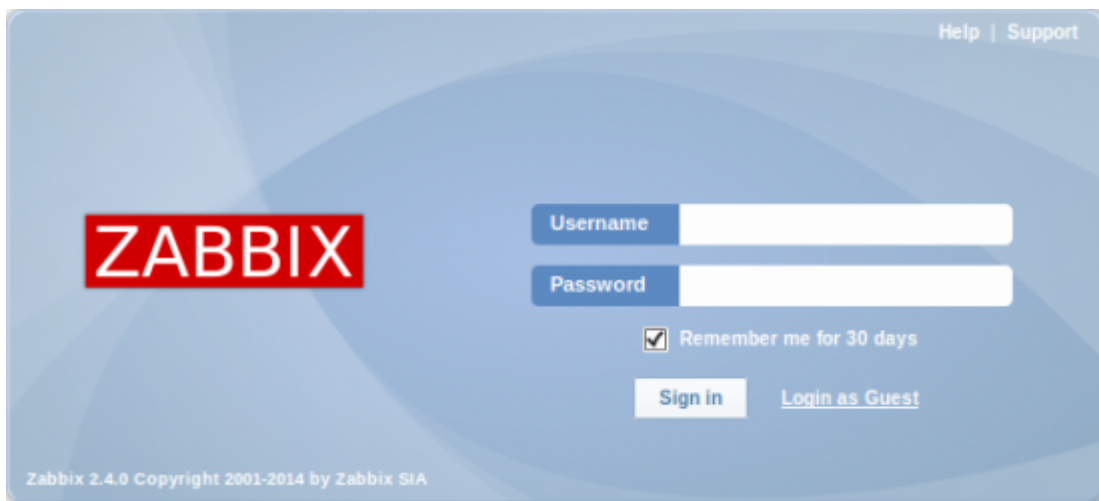 Help | Support
ZABBIX
Username
Password
Remember me for 30 days
Sign in Login as Guest
Zabbix 2.4.0 Copyright 2001-2014 by Zabbix SIA